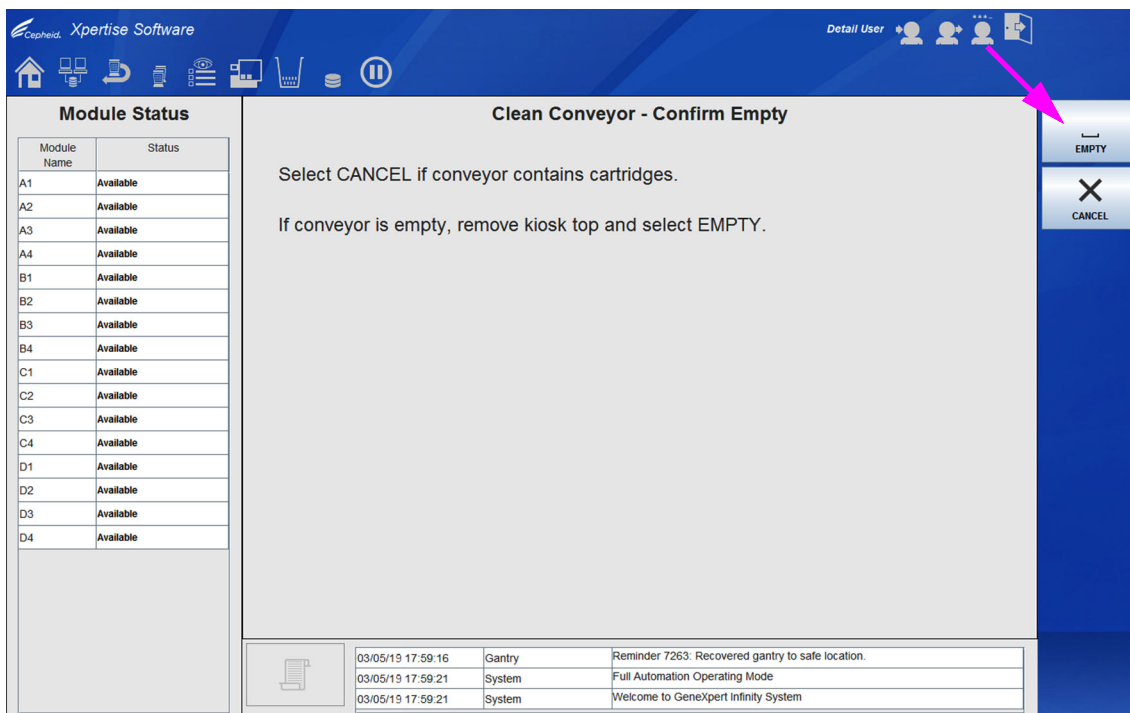 Cepheid. Xpertise Software
Detail User
Module Status
Module Name Status
A1 Available
A2 Available
A3 Available
A4 Available
B1 Available
B2 Available
B3 Available
B4 Available
C1 Available
C2 Available
C3 Available
C4 Available
D1 Available
D2 Available
D3 Available
D4 Available
Clean Conveyor - Confirm Empty
Select CANCEL if conveyor contains cartridges.
If conveyor is empty, remove kiosk top and select EMPTY.
EMPTY
CANCEL
03/05/19 17:59:16 Gantry Reminder 7263: Recovered gantry to safe location.
03/05/19 17:59:21 System Full Automation Operating Mode
03/05/19 17:59:21 System Welcome to GeneXpert Infinity System